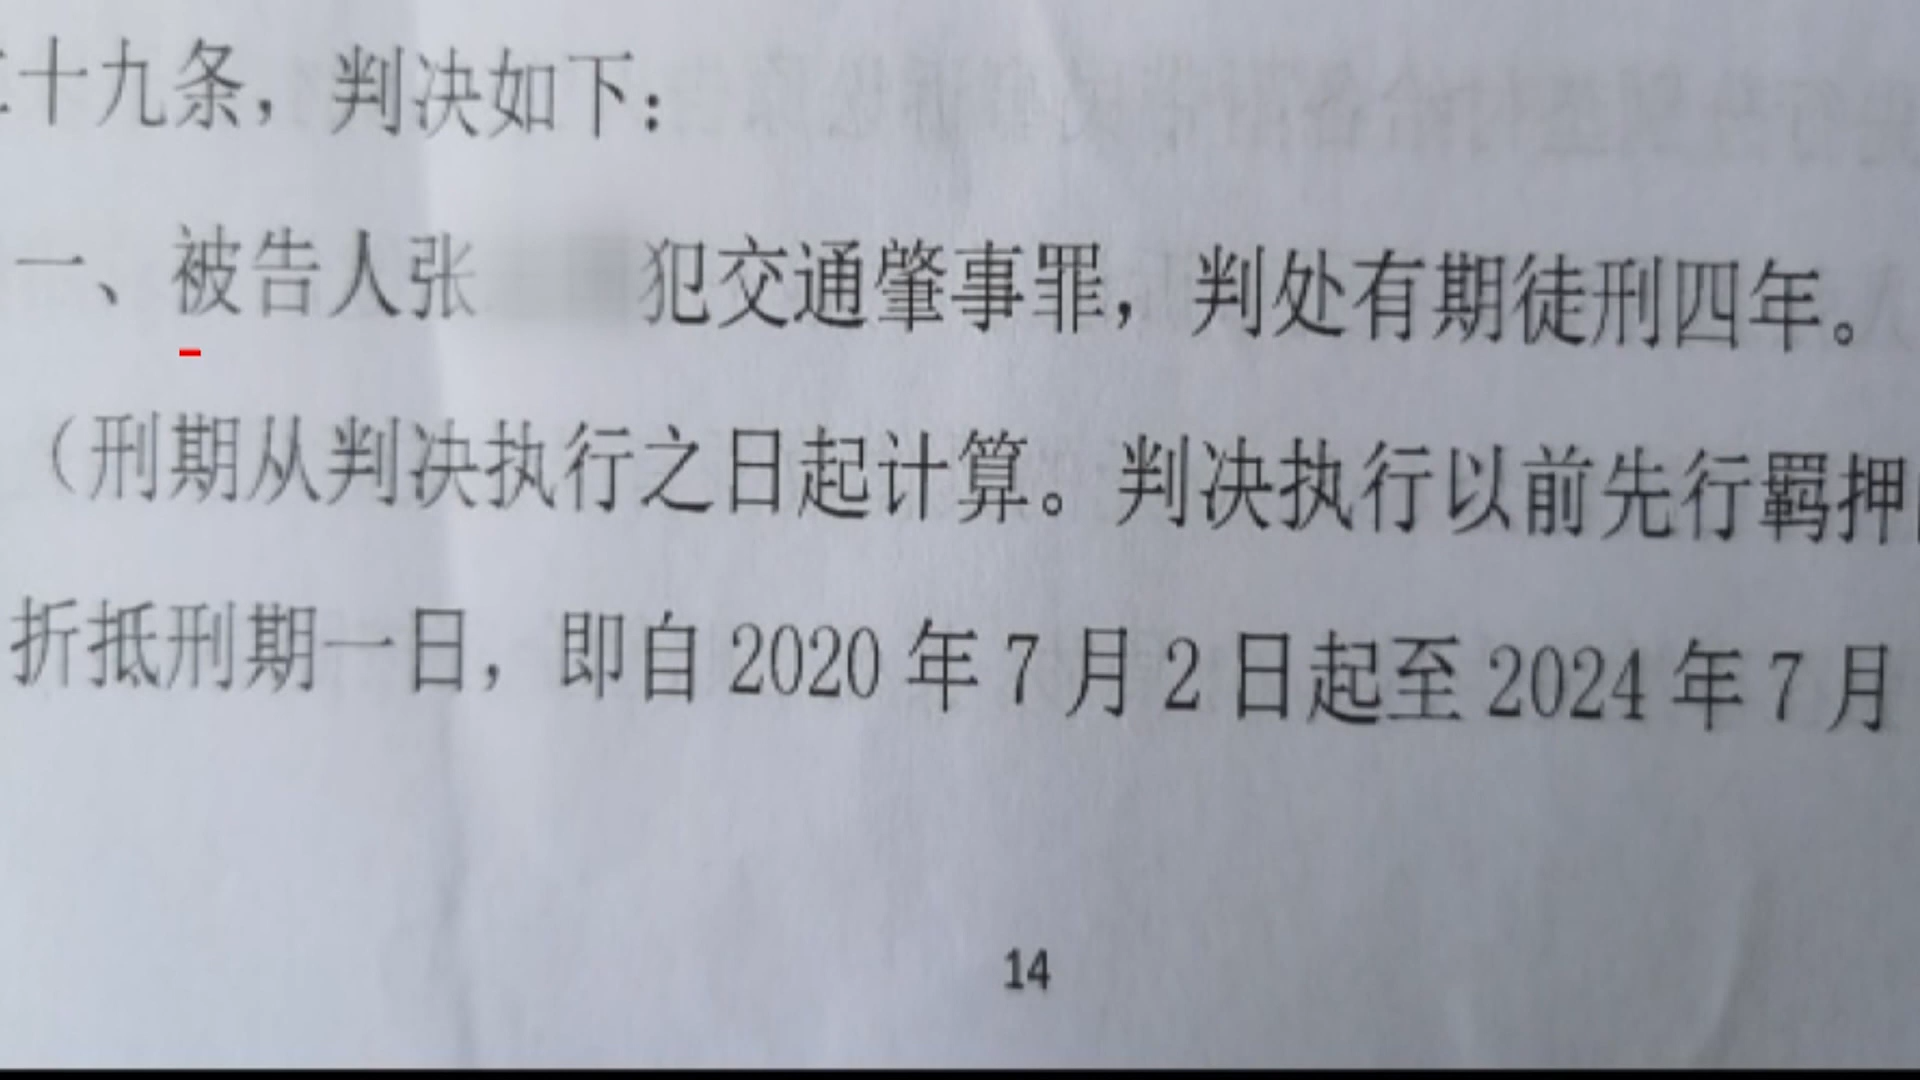 十九条，判决如下：
一、被告人张 犯交通肇事罪，判处有期徒刑四年。
（刑期从判决执行之日起计算。判决执行以前先行羁押
折抵刑期一日，即自2020年7月2日起至2024年7月
14